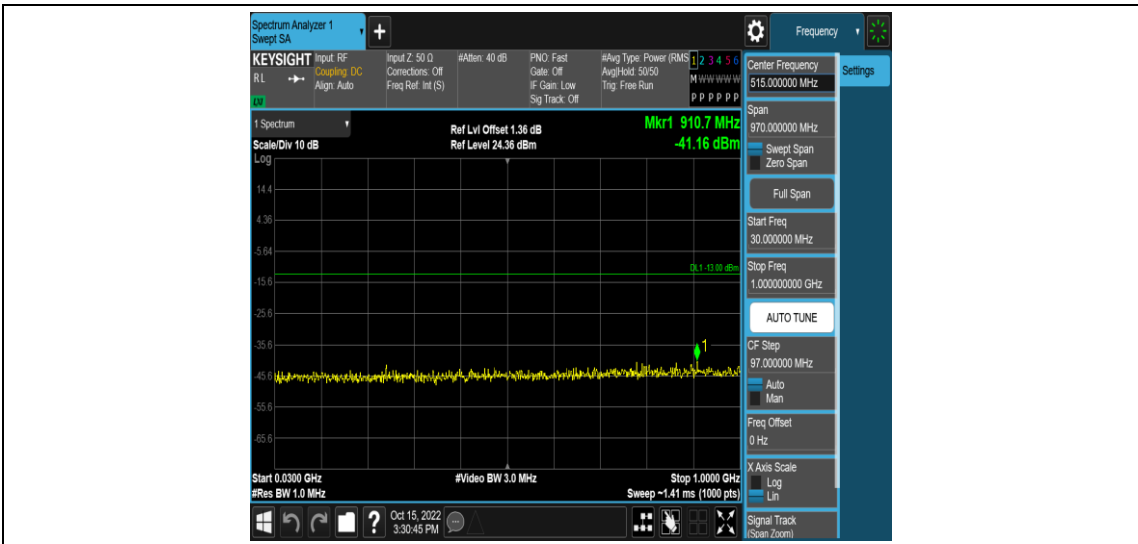 Spectrum Analyzer 1
Swept SA
+
Frequency
KEYSIGHT
RL
LXI
Input: RF
Coupling: DC
Align: Auto
Input Z: 50 Ω
Corrections: Off
Freq Ref: Int (S)
#Atten: 40 dB
PNO: Fast
Gate: Off
IF Gain: Low
Sig Track: Off
#Avg Type: Power (RMS
Avg|Hold: 50/50
Trig: Free Run
1 2 3 4 5 6
M W W W W W
P P P P P P
1 Spectrum
Scale/Div 10 dB
Ref Lvl Offset 1.36 dB
Ref Level 24.36 dBm
Mkr1 910.7 MHz
-41.16 dBm
Log
14.4
4.36
-5.64
DL1 -13.00 dBm
-15.6
-25.6
-35.6
1
-45.6
-55.6
-65.6
Start 0.0300 GHz
#Res BW 1.0 MHz
#Video BW 3.0 MHz
Stop 1.0000 GHz
Sweep ~1.41 ms (1000 pts)
?
Oct 15, 2022
3:30:45 PM
Center Frequency
515.000000 MHz
Settings
Span
970.000000 MHz
Swept Span
Zero Span
Full Span
Start Freq
30.000000 MHz
Stop Freq
1.000000000 GHz
AUTO TUNE
CF Step
97.000000 MHz
Auto
Man
Freq Offset
0 Hz
X Axis Scale
Log
Lin
Signal Track
(Span Zoom)